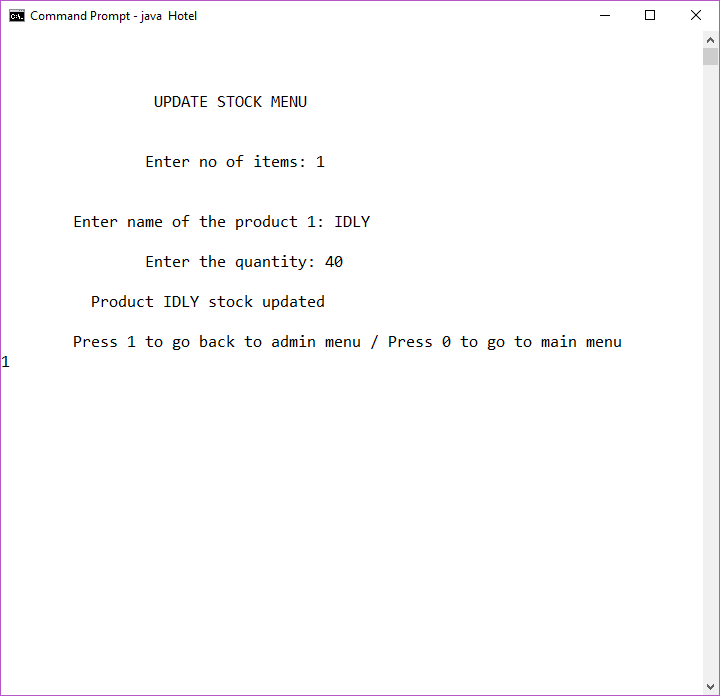 Command Prompt - java  Hotel
UPDATE STOCK MENU
Enter no of items: 1
Enter name of the product 1: IDLY
Enter the quantity: 40
Product IDLY stock updated
Press 1 to go back to admin menu / Press 0 to go to main menu
1